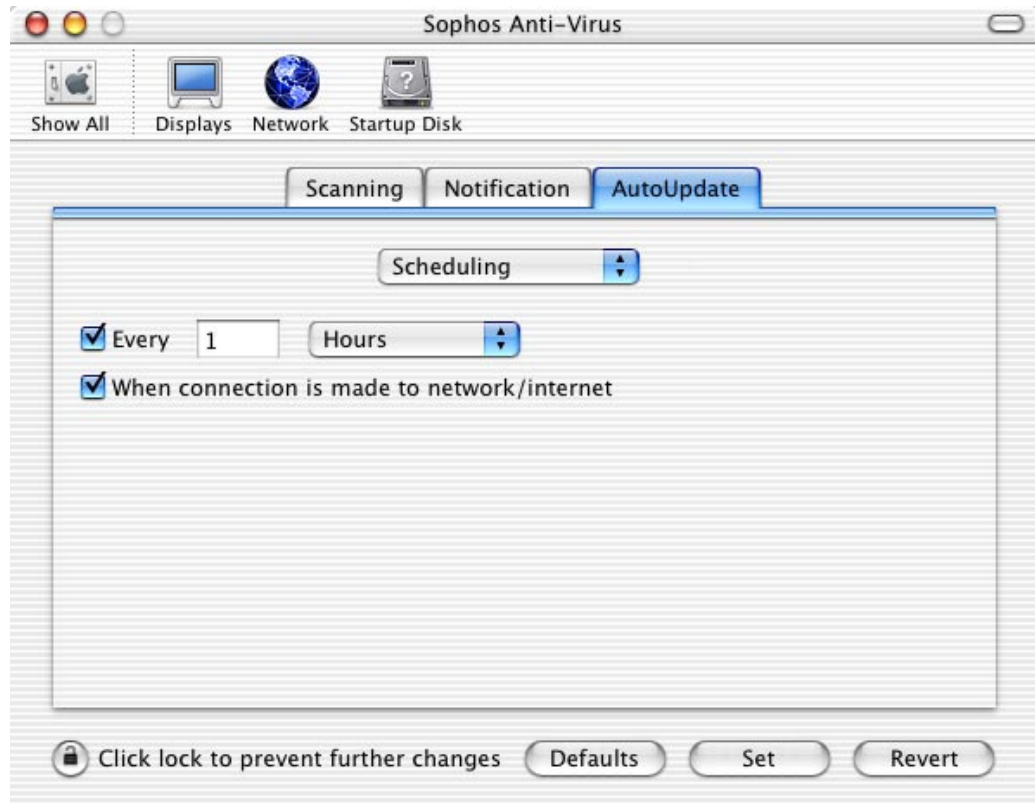 Sophos Anti-Virus
Show All Displays Network Startup Disk
Scanning Notification AutoUpdate
Scheduling
Every 1 Hours
When connection is made to network/internet
Click lock to prevent further changes Defaults Set Revert